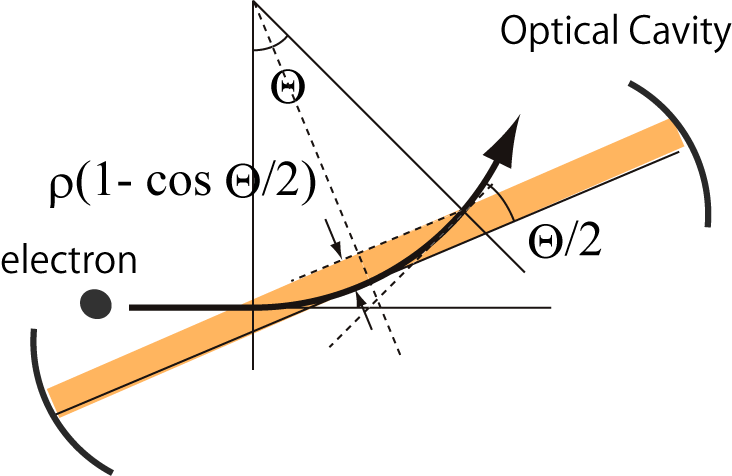 Optical Cavity
Θ
ρ(1- cos Θ/2)
Θ/2
electron